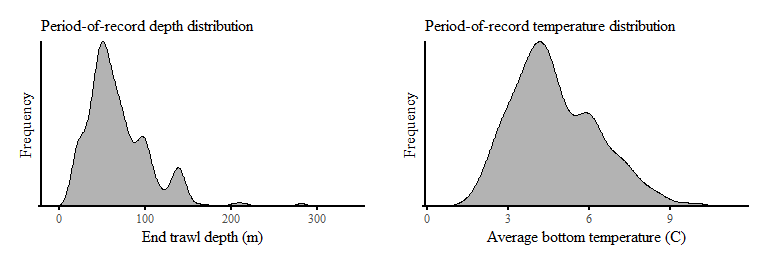 Period-of-record depth distribution
Frequency
0 100 200 300
End trawl depth (m)
Period-of-record temperature distribution
Frequency
0 3 6 9
Average bottom temperature (C)